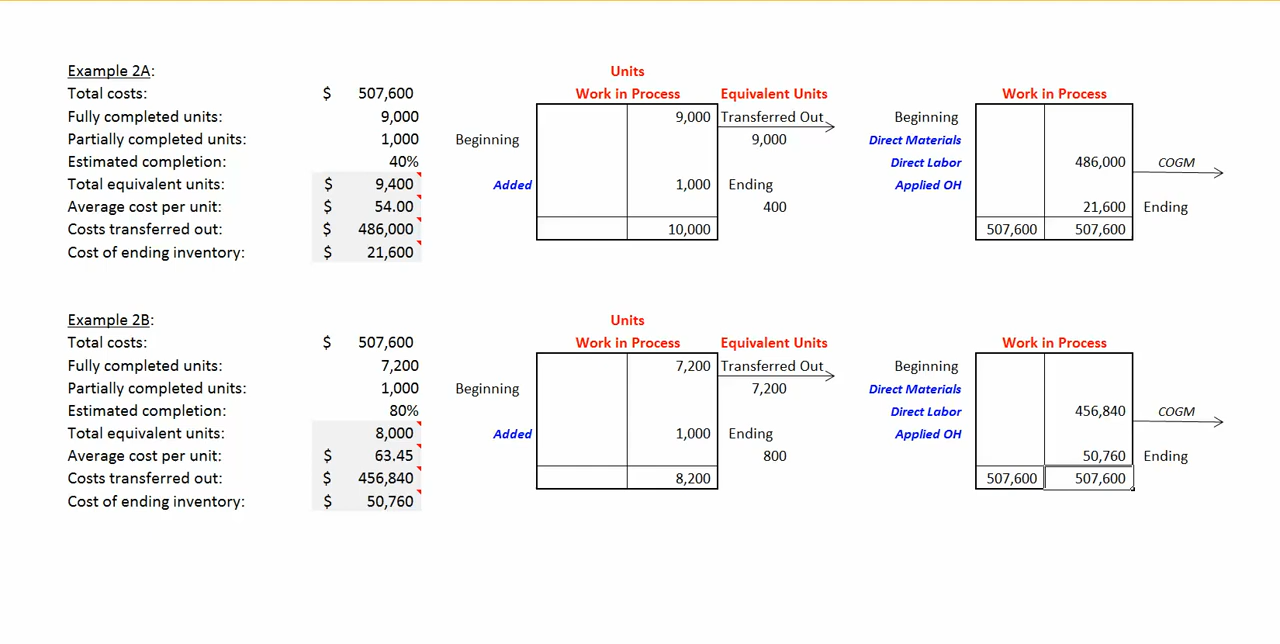 Example 2A:
Total costs: $ 507,600
Fully completed units: 9,000
Partially completed units: 1,000
Estimated completion: 40%
Total equivalent units: $ 9,400
Average cost per unit: $ 54.00
Costs transferred out: $ 486,000
Cost of ending inventory: $ 21,600
Units
Work in Process Equivalent Units
9,000 Transferred Out
Beginning 9,000
Added 1,000 Ending
400
10,000
Work in Process
Beginning
Direct Materials
Direct Labor 486,000 COGM
Applied OH
21,600 Ending
507,600 507,600
Example 2B:
Total costs: $ 507,600
Fully completed units: 7,200
Partially completed units: 1,000
Estimated completion: 80%
Total equivalent units: 8,000
Average cost per unit: $ 63.45
Costs transferred out: $ 456,840
Cost of ending inventory: $ 50,760
Units
Work in Process Equivalent Units
7,200 Transferred Out
Beginning 7,200
Added 1,000 Ending
800
8,200
Work in Process
Beginning
Direct Materials
Direct Labor 456,840 COGM
Applied OH
50,760 Ending
507,600 507,600